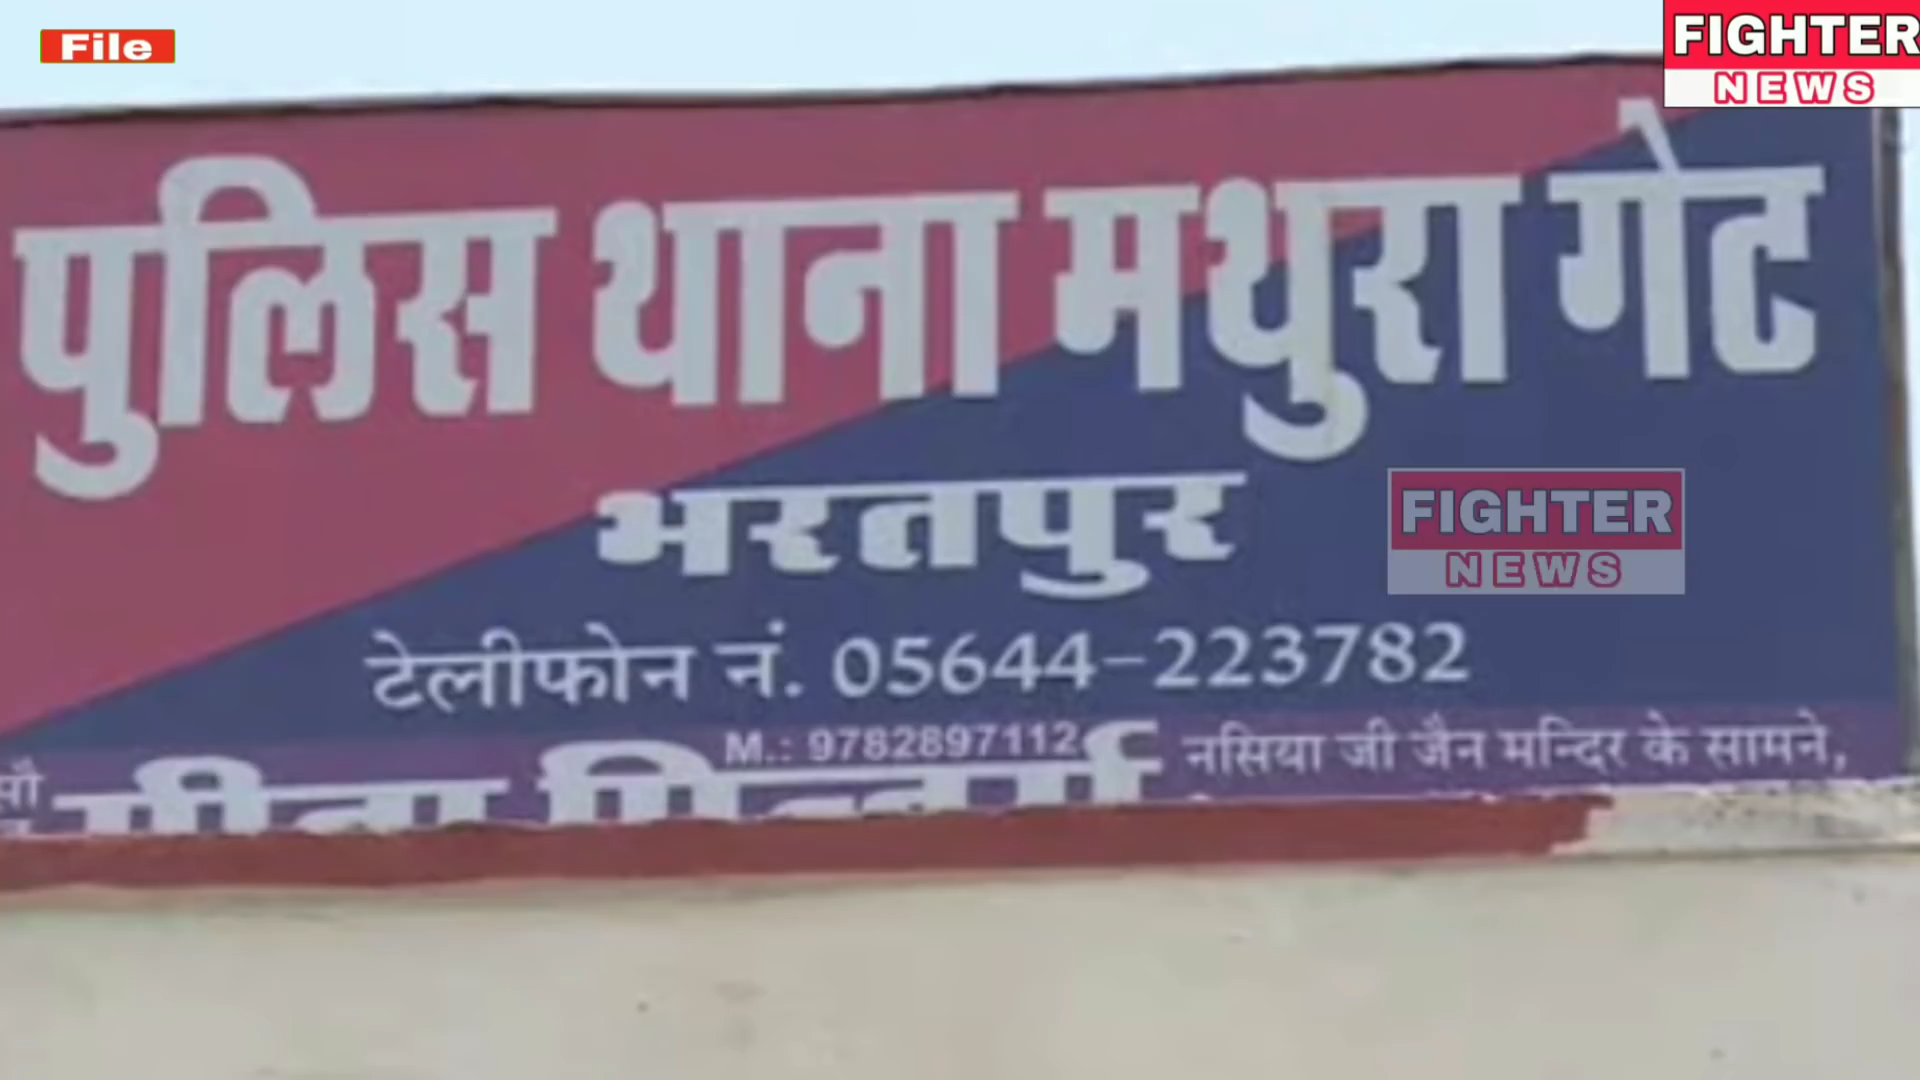 File
FIGHTER
NEWS
पुलिस थाना मथुरा गेट
भरतपुर
FIGHTER
NEWS
टेलीफोन नं. 05644-223782
M.: 9782897112
नसिया जी जैन मन्दिर के सामने,